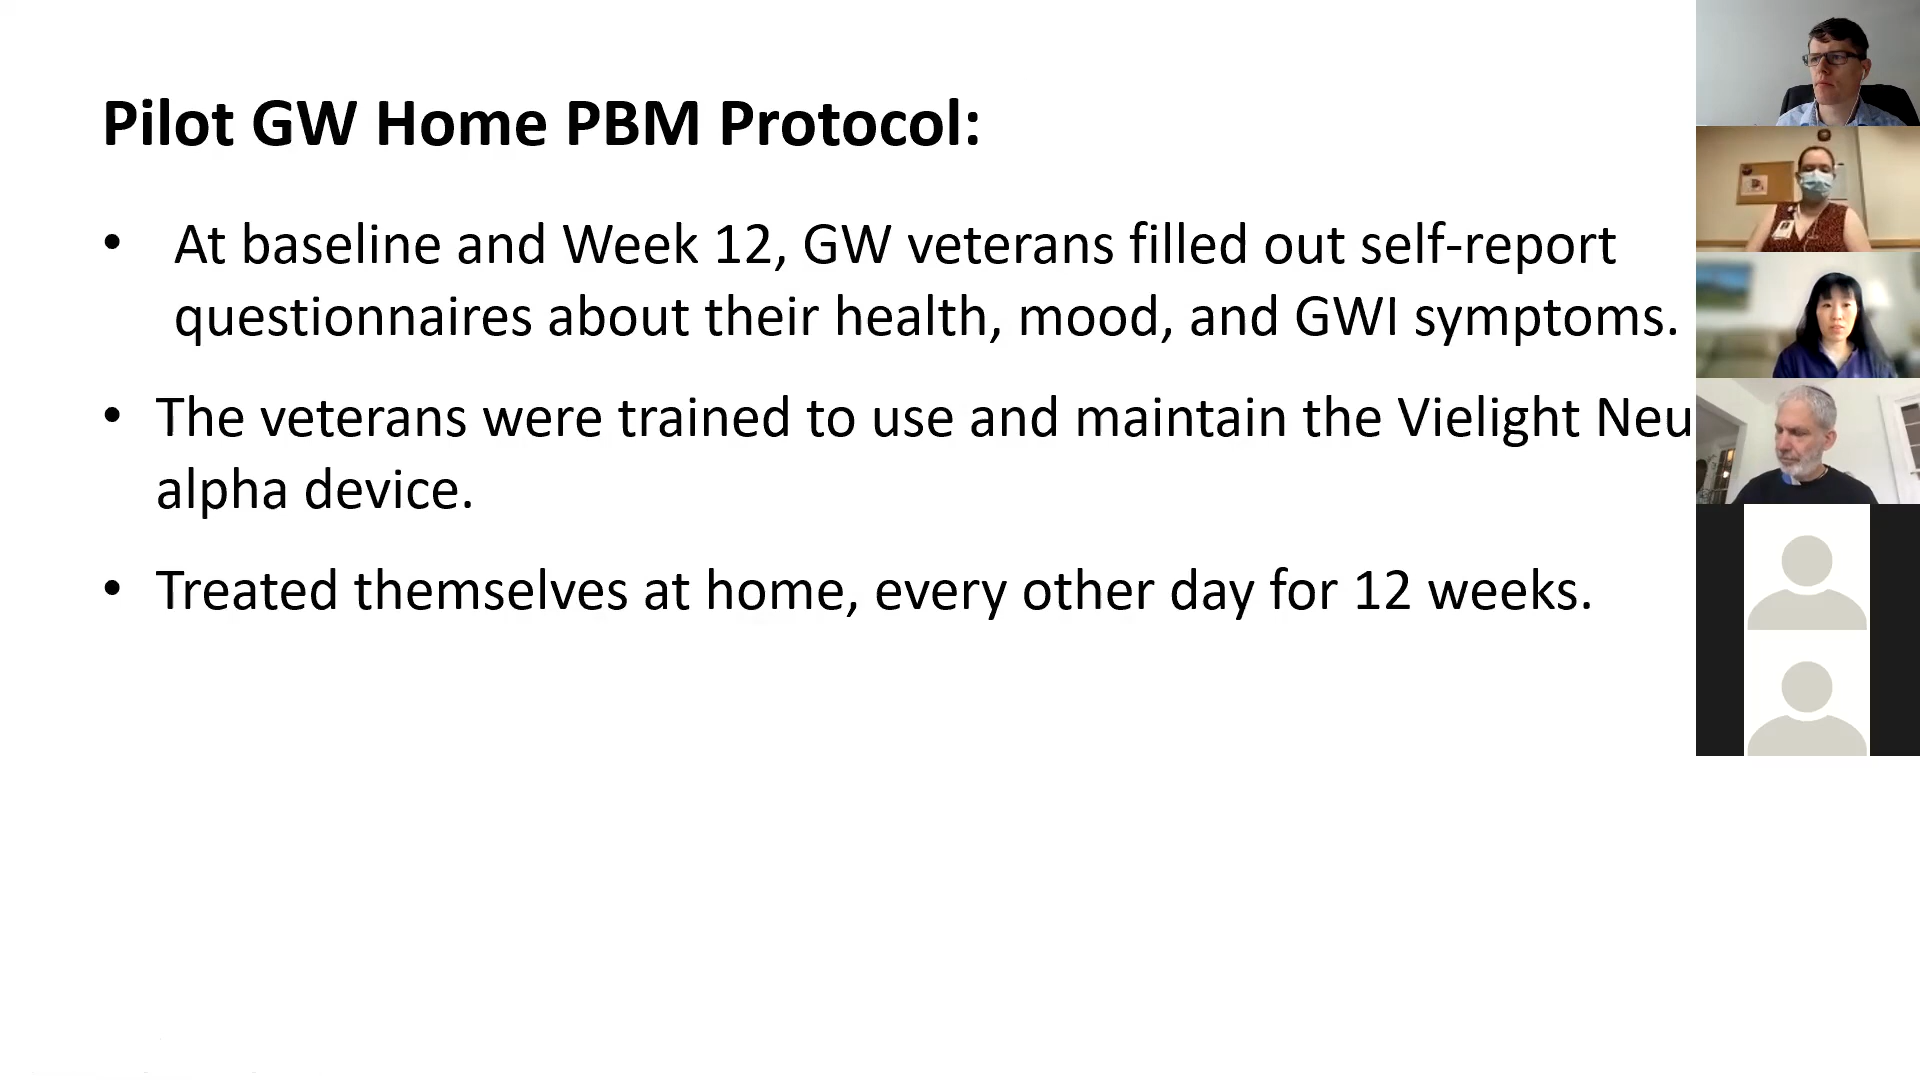 Pilot GW Home PBM Protocol:
• At baseline and Week 12, GW veterans filled out self-report
questionnaires about their health, mood, and GWI symptoms.
• The veterans were trained to use and maintain the Vielight Neu
alpha device.
• Treated themselves at home, every other day for 12 weeks.